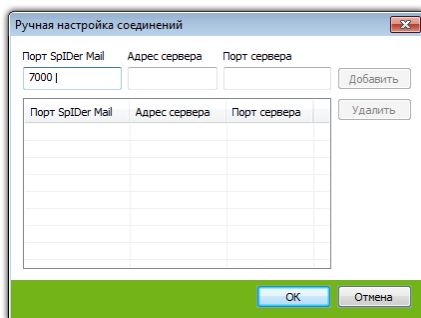 Ручная настройка соединений
Порт SpIDer Mail Адрес сервера Порт сервера
7000
Добавить
Порт SpIDer Mail Адрес сервера Порт сервера
Удалить
OK Отмена